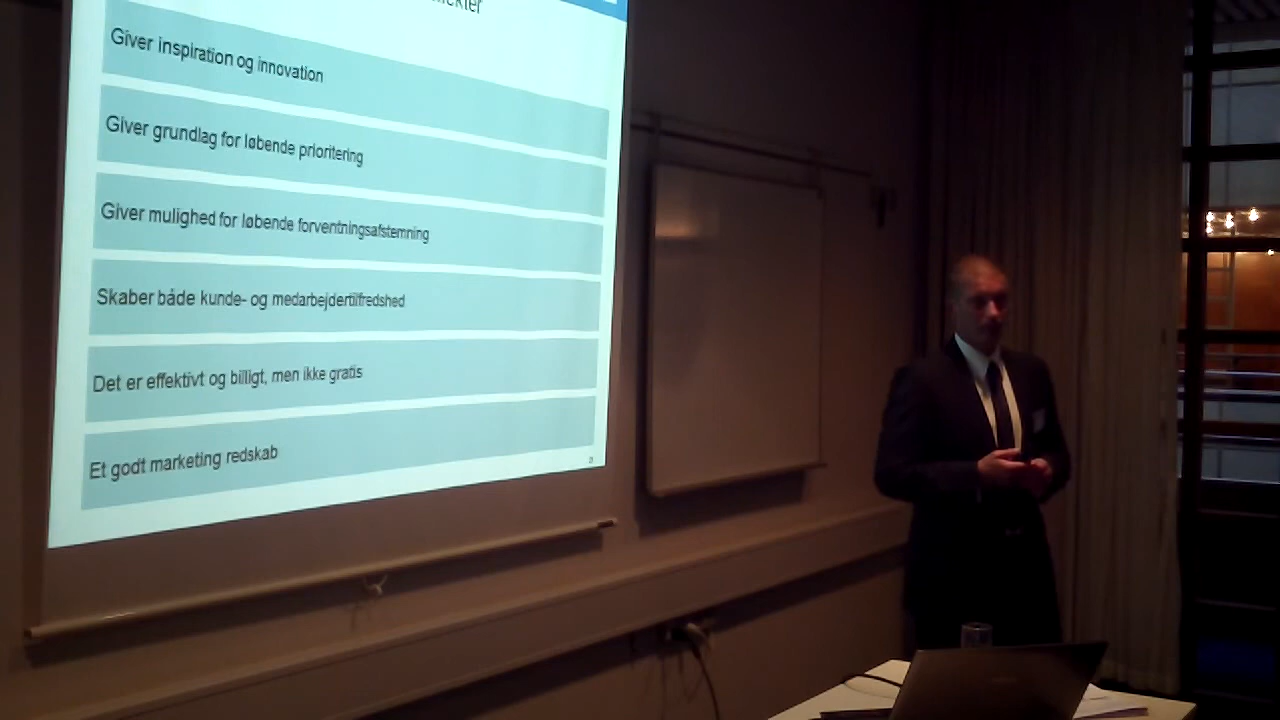 Giver inspiration og innovation
Giver grundlag for løbende prioritering
Giver mulighed for løbende forventningsafstemning
Skaber både kunde- og medarbejdertilfredshed
Det er effektivt og billigt, men ikke gratis
Et godt marketing redskab